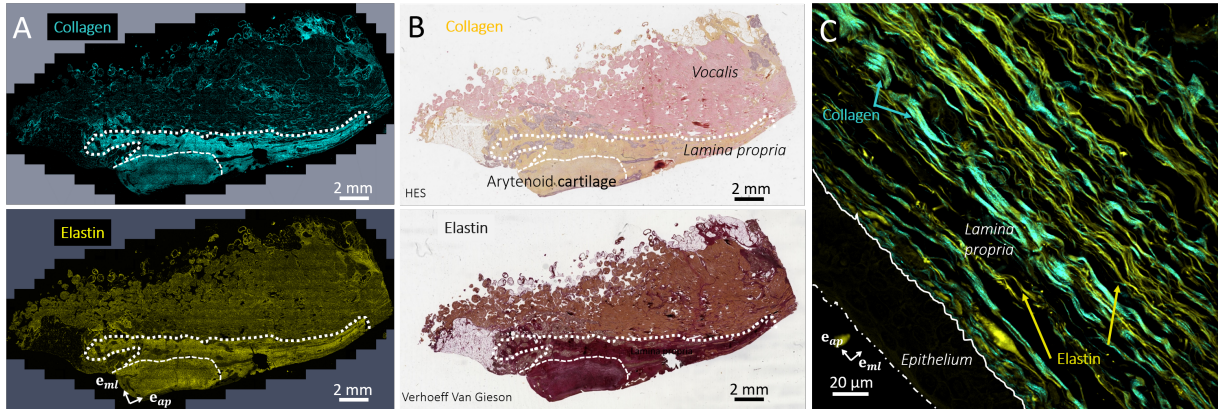 A
Collagen
2 mm
Elastin
e_ml
e_ap
2 mm
B
Collagen
Vocalis
Lamina propria
Arytenoid cartilage
HES
2 mm
Elastin
Verhoeff Van Gieson
2 mm
C
Collagen
Lamina
propria
Elastin
Epithelium
e_ap
e_ml
20 µm